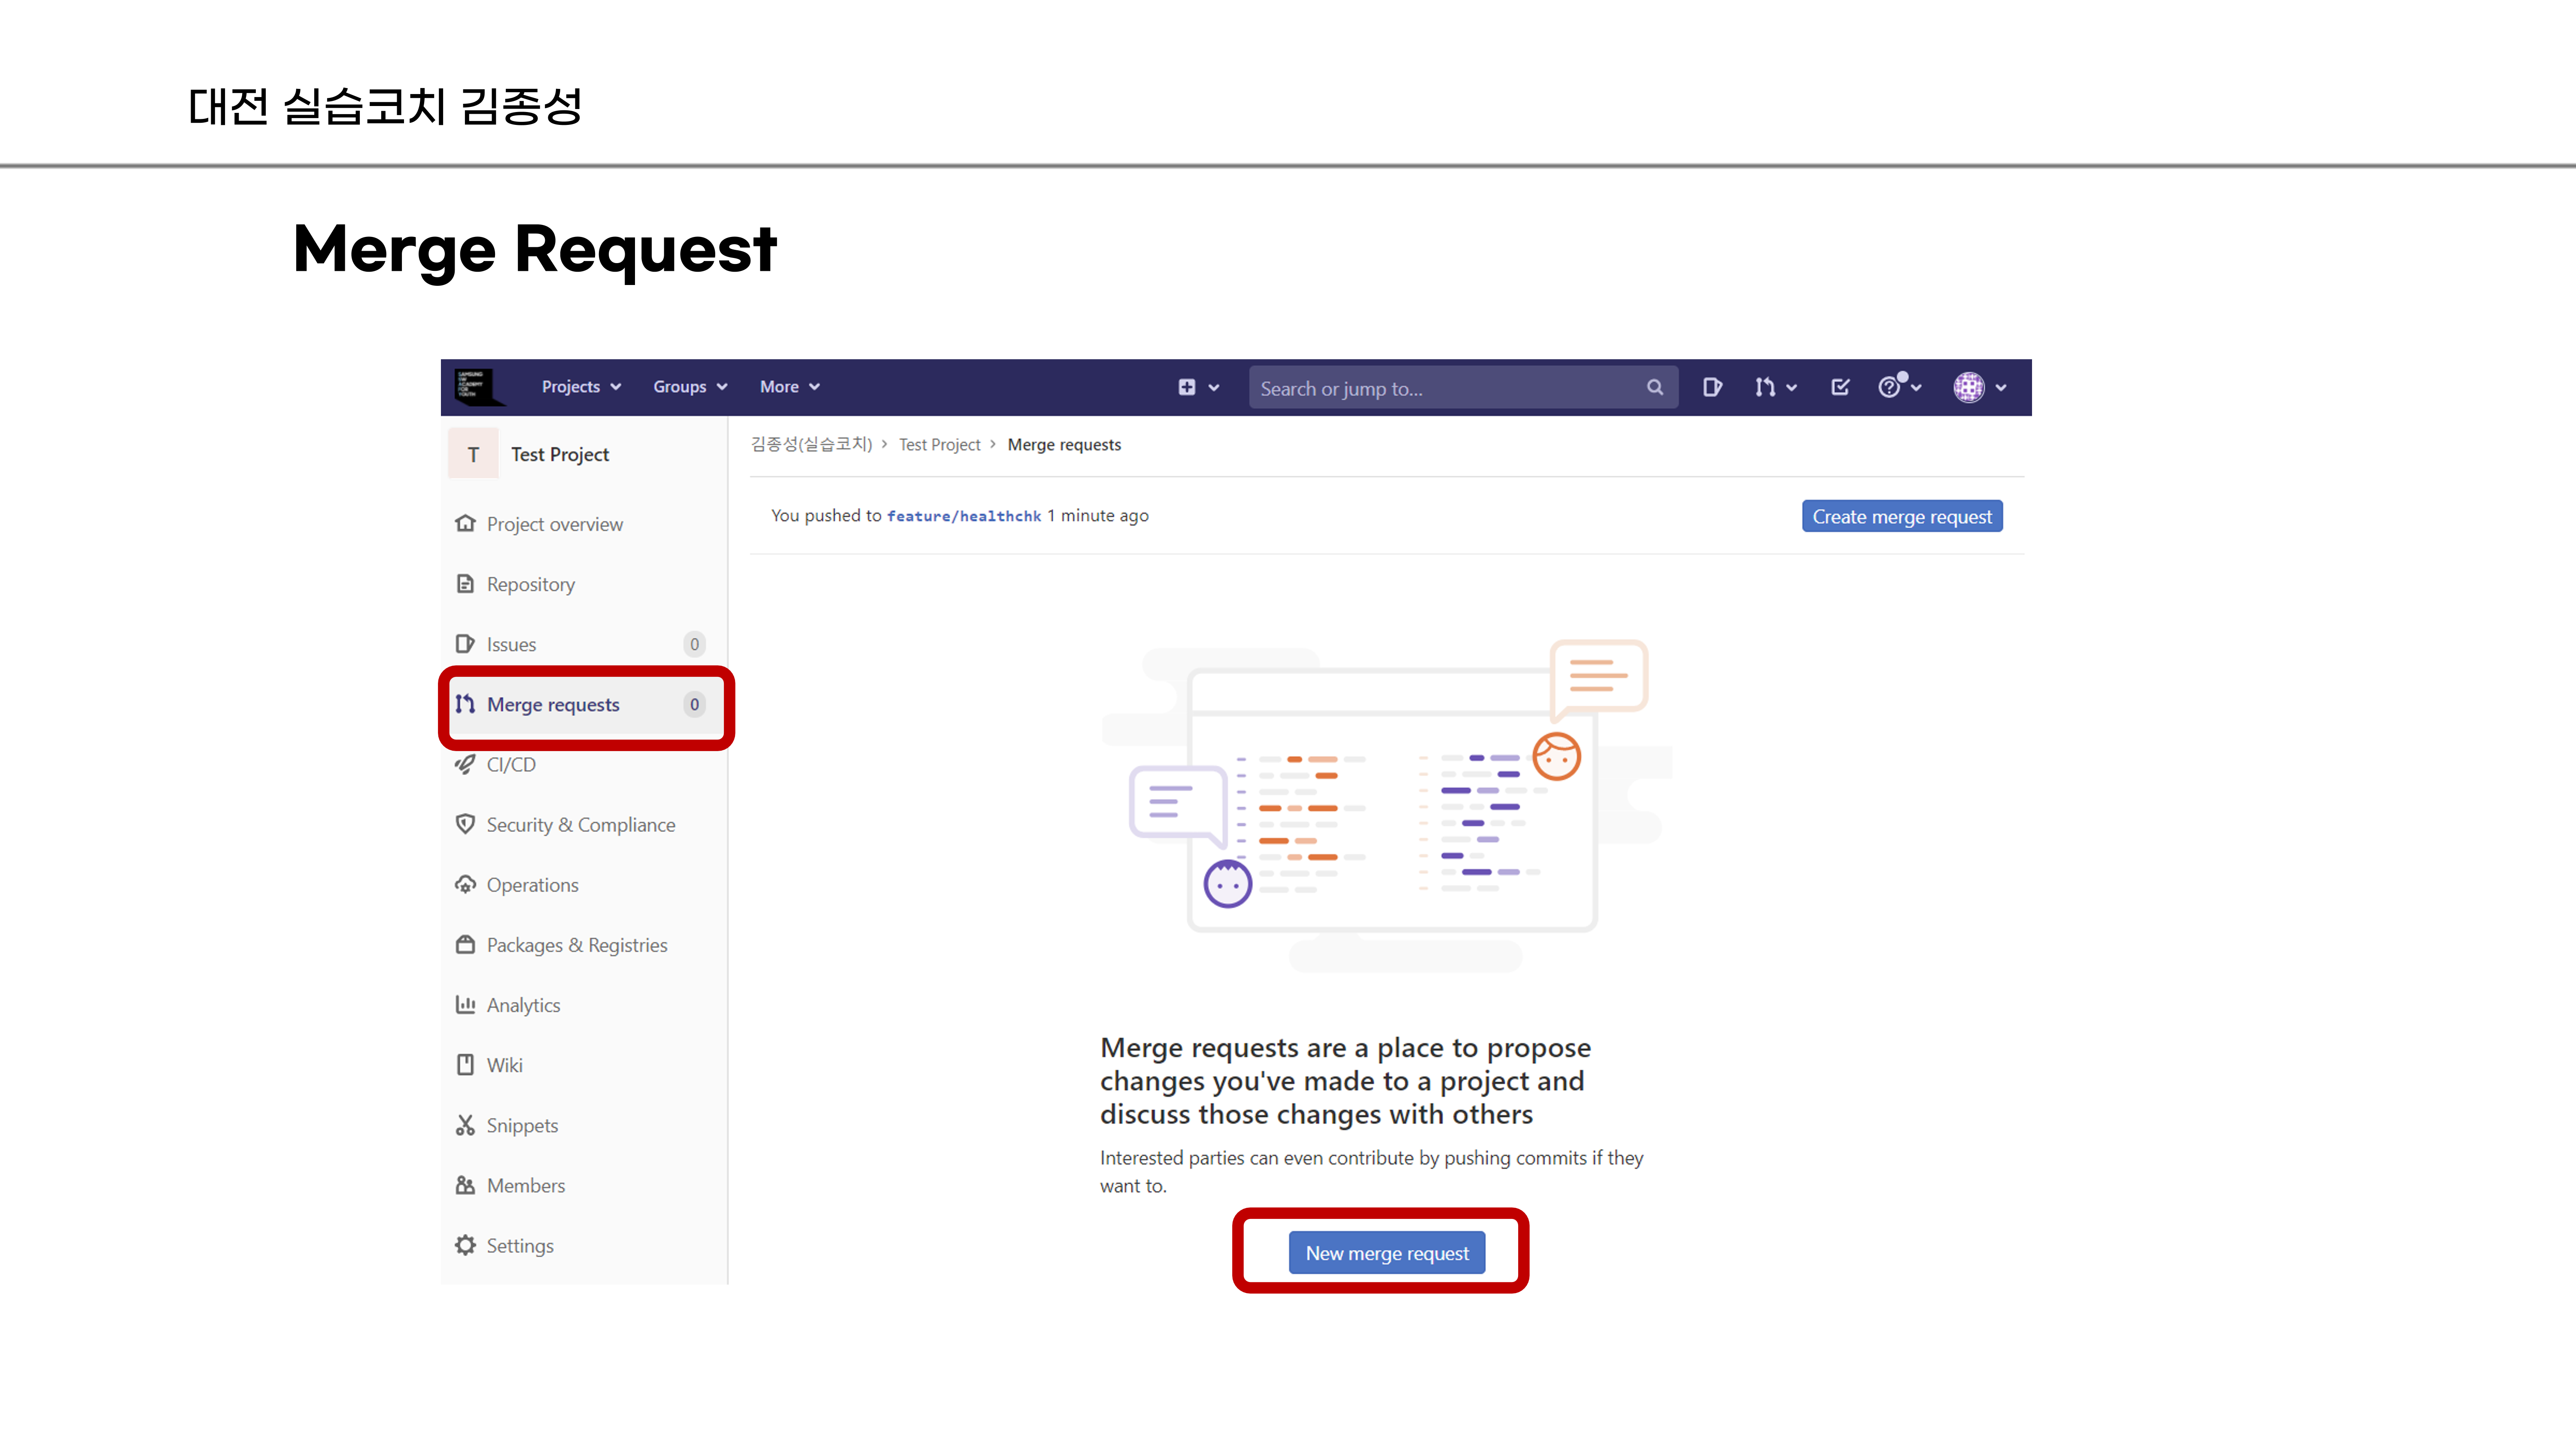 대전 실습코치 김종성
Merge Request
SAMSUNG
SW
ACADEMY
FOR
YOUTH
Projects
Groups
More
Search or jump to...
T
Test Project
김종성(실습코치) > Test Project > Merge requests
You pushed to feature/healthchk 1 minute ago
Create merge request
Project overview
Repository
Issues 0
Merge requests 0
CI/CD
Security & Compliance
Operations
Packages & Registries
Analytics
Wiki
Snippets
Members
Settings
Merge requests are a place to propose
changes you've made to a project and
discuss those changes with others
Interested parties can even contribute by pushing commits if they
want to.
New merge request